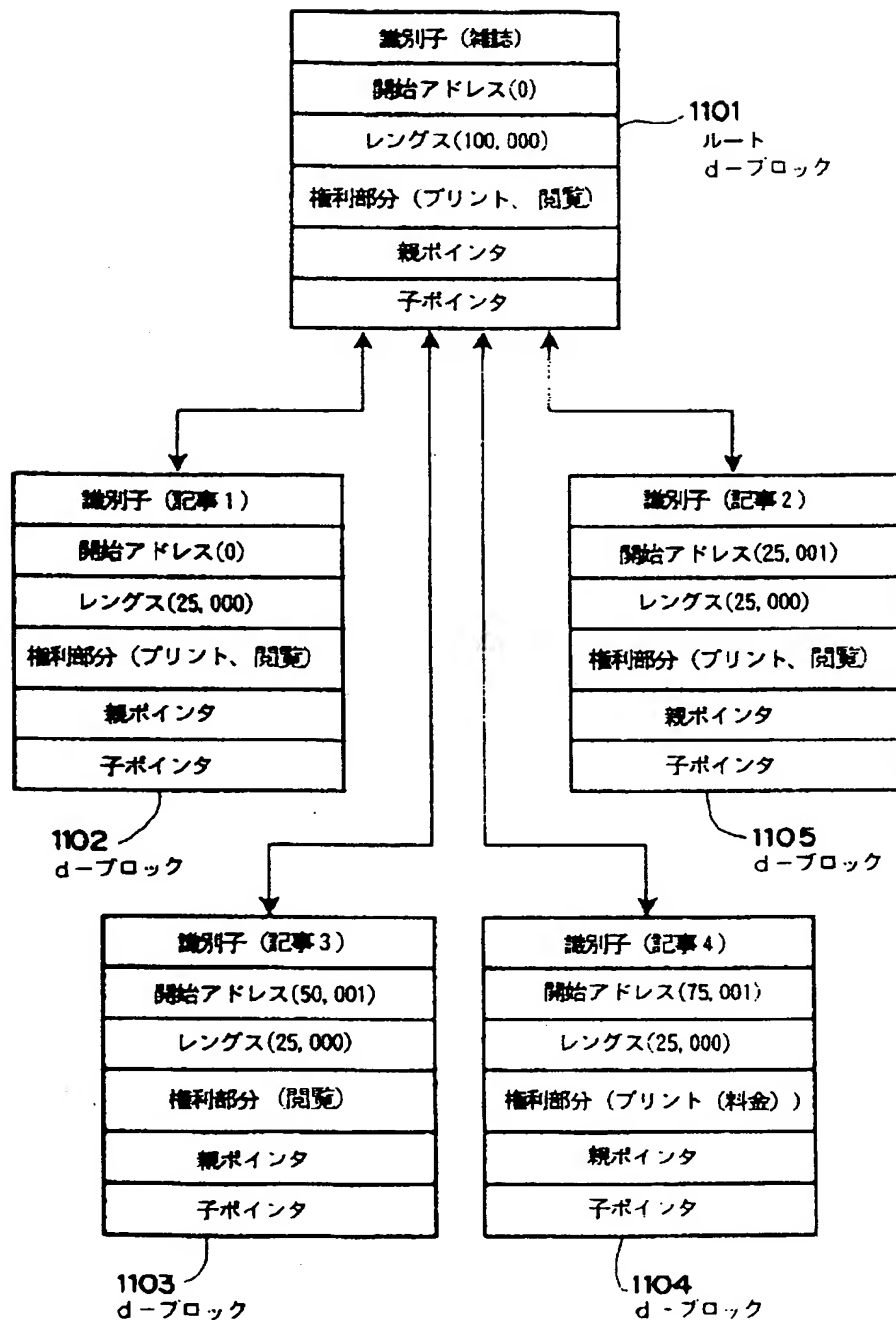 識別子 (雑誌)
開始アドレス(0)
レングス(100,000)
権利部分 (プリント、閲覧)
親ポインタ
子ポインタ
1101
ルート
d-ブロック
識別子 (記事1)
開始アドレス(0)
レングス(25,000)
権利部分 (プリント、閲覧)
親ポインタ
子ポインタ
1102
d-ブロック
識別子 (記事2)
開始アドレス(25,001)
レングス(25,000)
権利部分 (プリント、閲覧)
親ポインタ
子ポインタ
1105
d-ブロック
識別子 (記事3)
開始アドレス(50,001)
レングス(25,000)
権利部分 (閲覧)
親ポインタ
子ポインタ
1103
d-ブロック
識別子 (記事4)
開始アドレス(75,001)
レングス(25,000)
権利部分 (プリント (料金) )
親ポインタ
子ポインタ
1104
d-ブロック